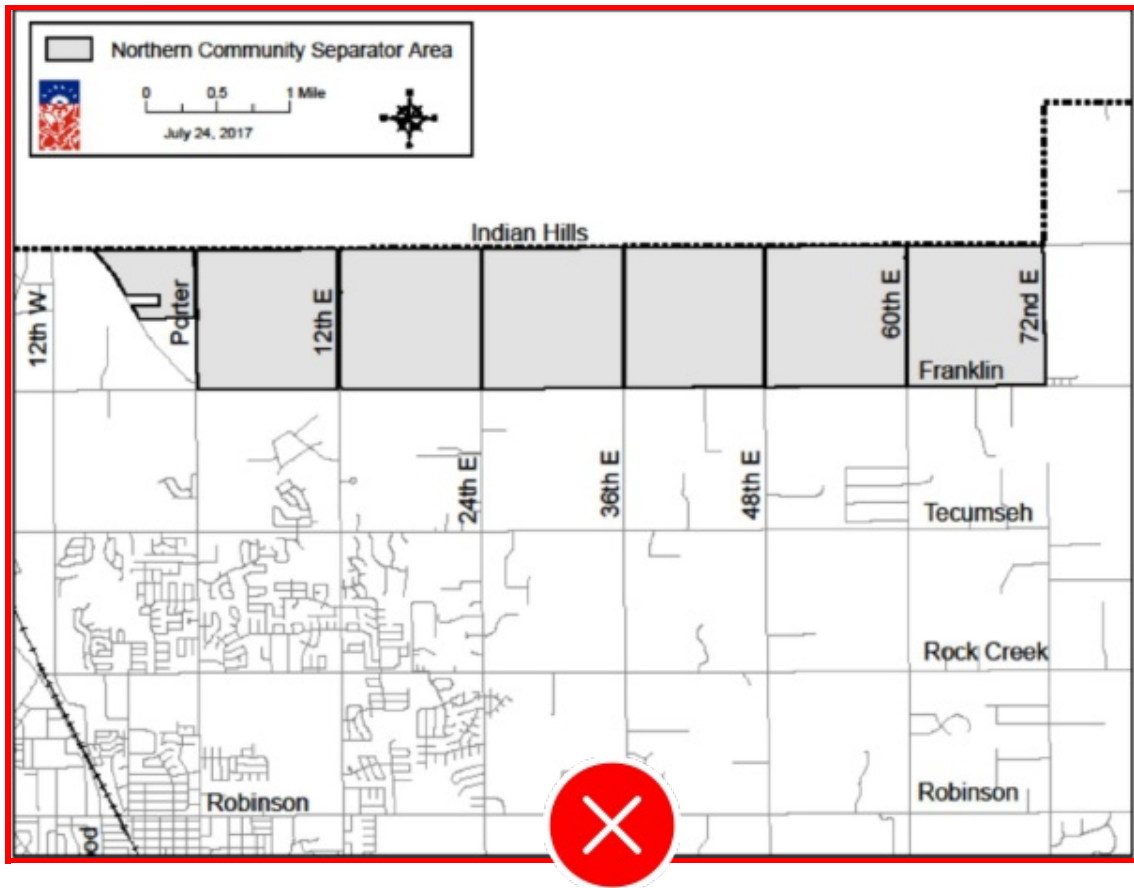 Northern Community Separator Area
0 0.5 1 Mile
July 24, 2017
Indian Hills
12th W
Porter
12th E
60th E
72nd E
Franklin
24th E
36th E
48th E
Tecumseh
Rock Creek
Robinson
Robinson